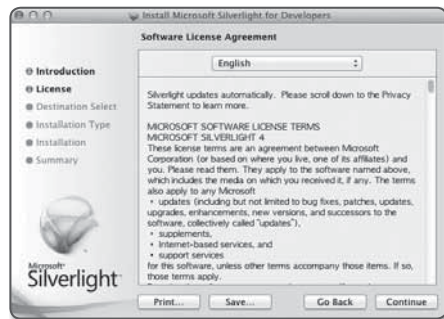 Install Microsoft Silverlight for Developers
Software License Agreement
Introduction
License
Destination Select
Installation Type
Installation
Summary
Microsoft
Silverlight
English
Silverlight updates automatically. Please scroll down to the Privacy
Statement to learn more.
MICROSOFT SOFTWARE LICENSE TERMS
MICROSOFT SILVERLIGHT 4
These license terms are an agreement between Microsoft
Corporation (or based on where you live, one of its affiliates) and
you. Please read them. They apply to the software named above,
which includes the media on which you received it, if any. The terms
also apply to any Microsoft
• updates (including but not limited to bug fixes, patches, updates,
upgrades, enhancements, new versions, and successors to the
software, collectively called "updates"),
• supplements,
• Internet-based services, and
• support services
for this software, unless other terms accompany those items. If so,
those terms apply.
Print...
Save...
Go Back
Continue